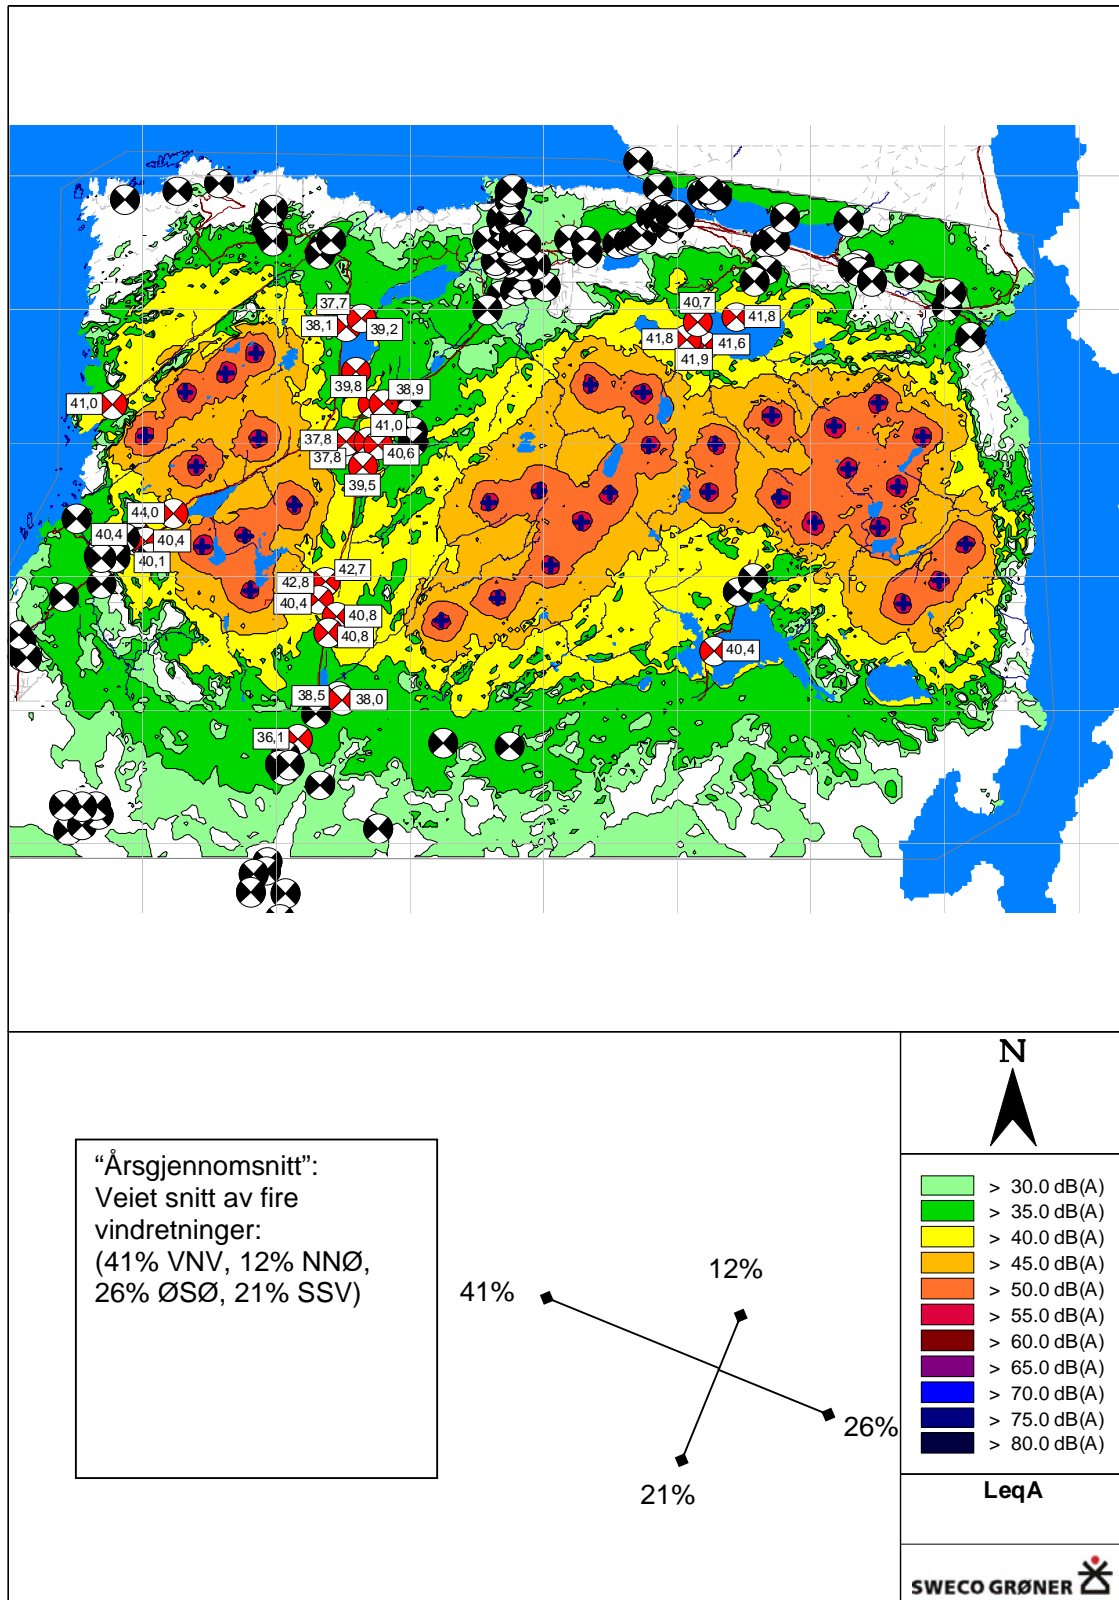 37,7
40,7
38,1
39,2
41,8
41,8
41,6
41,9
39,8
38,9
41,0
41,0
37,8
40,6
37,8
39,5
44,0
40,4
40,4
40,1
42,7
42,8
40,4
40,8
40,8
40,4
38,5
38,0
36,1
N
“Årsgjennomsnitt”:
Veiet snitt av fire
vindretninger:
(41% VNV, 12% NNØ,
26% ØSØ, 21% SSV)
12%
41%
26%
21%
> 30.0 dB(A)
> 35.0 dB(A)
> 40.0 dB(A)
> 45.0 dB(A)
> 50.0 dB(A)
> 55.0 dB(A)
> 60.0 dB(A)
> 65.0 dB(A)
> 70.0 dB(A)
> 75.0 dB(A)
> 80.0 dB(A)
LeqA
SWECO GRØNER